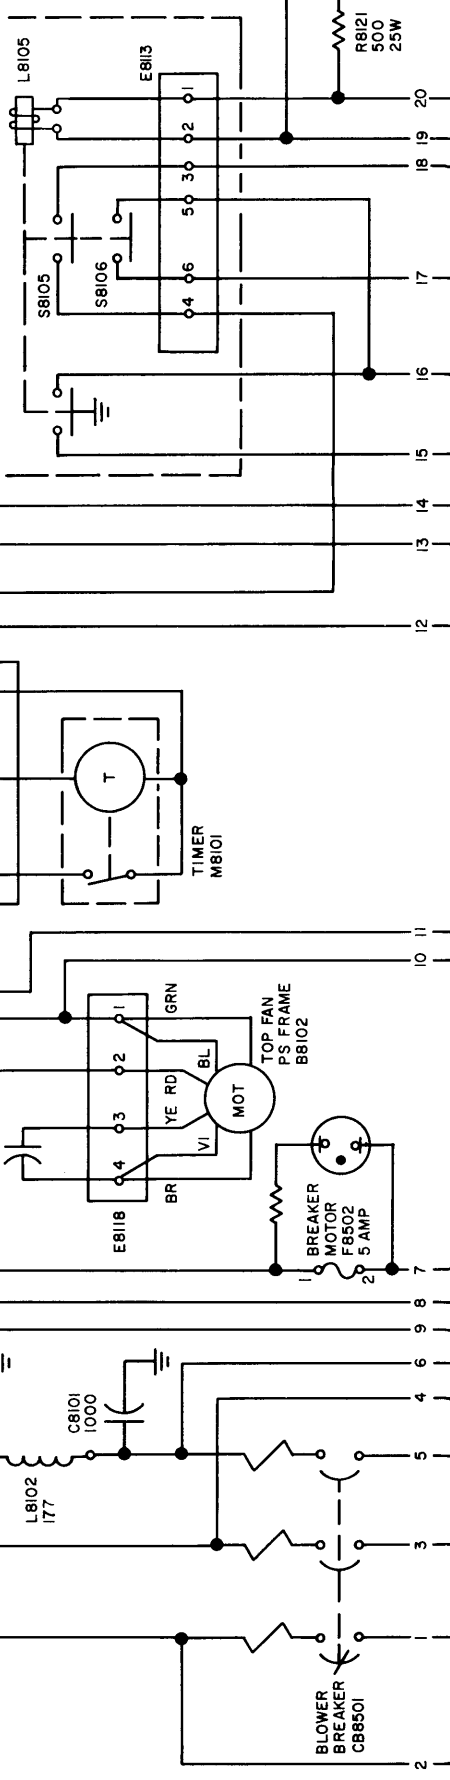 L8105
E8113
R8121
500
25W
1
2
3
5
6
4
20
19
18
17
16
15
14
13
12
S8105
S8106
T
TIMER
M8101
11
10
1
2
3
4
GRN
BL
RD
YE
VI
BR
MOT
TOP FAN
PS FRAME
B8102
E8118
BREAKER
MOTOR
F8502
5 AMP
1
2
7
8
9
6
4
5
3
1
2
C8101
1000
L8102
177
BLOWER
BREAKER
CB8501